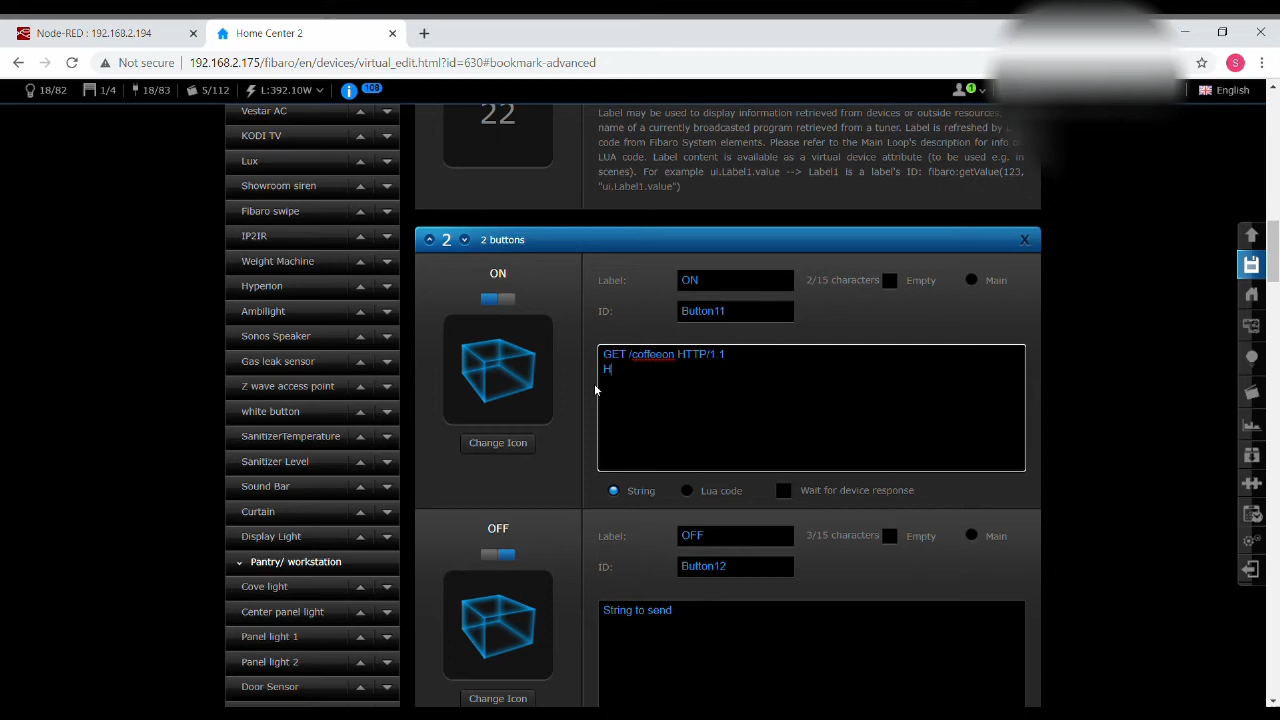 Node-RED : 192.168.2.194
Home Center 2
Not secure
192.168.2.175/fibaro/en/devices/virtual_edit.html?id=630#bookmark-advanced
S
18/82
1/4
18/83
5/112
L:392.10W
108
1
English
Vestar AC
KODI TV
Lux
Showroom siren
Fibaro swipe
IP2IR
Weight Machine
Hyperion
Ambilight
Sonos Speaker
Gas leak sensor
Z wave access point
white button
SanitizerTemperature
Sanitizer Level
Sound Bar
Curtain
Display Light
Pantry/ workstation
Cove light
Center panel light
Panel light 1
Panel light 2
Door Sensor
22
Label may be used to display information retrieved from devices or outside resources,
name of a currently broadcasted program retrieved from a tuner. Label is refreshed by
code from Fibaro System elements. Please refer to the Main Loop's description for info on
LUA code. Label content is available as a virtual device attribute (to be used e.g. in
scenes). For example ui.Label1.value --> Label1 is a label's ID: fibaro:getValue(123,
"ui.Label1.value")
2
2 buttons
X
ON
Change Icon
Label:
ON
2/15 characters
Empty
Main
ID:
Button11
GET /coffeeon HTTP/1.1
H
String
Lua code
Wait for device response
OFF
Change Icon
Label:
OFF
3/15 characters
Empty
Main
ID:
Button12
String to send